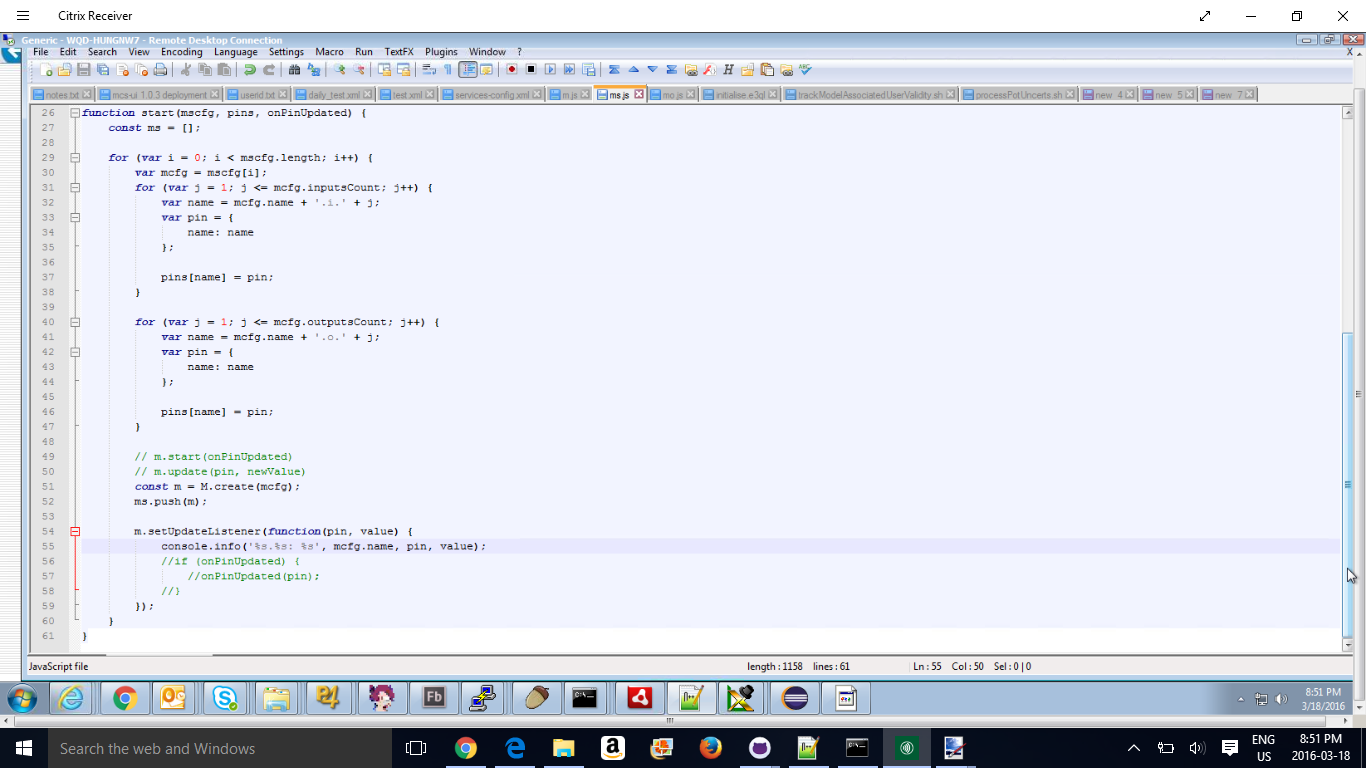 Citrix Receiver
Generic - WQD-HUNGNW7 - Remote Desktop Connection
File Edit Search View Encoding Language Settings Macro Run TextFX Plugins Window ?
notes.txt mcs-ui 1.0.3 deployment userid.txt daily_test.xml test.xml services-config.xml m.js ms.js mo.js initialise.e3ql trackModelAssociatedUserValidity.sh processPotUncerts.sh new 4 new 5 new 7
26 function start(mscfg, pins, onPinUpdated) {
27 const ms = [];
28
29 for (var i = 0; i < mscfg.length; i++) {
30 var mcfg = mscfg[i];
31 for (var j = 1; j <= mcfg.inputsCount; j++) {
32 var name = mcfg.name + '.i.' + j;
33 var pin = {
34 name: name
35 };
36
37 pins[name] = pin;
38 }
39
40 for (var j = 1; j <= mcfg.outputsCount; j++) {
41 var name = mcfg.name + '.o.' + j;
42 var pin = {
43 name: name
44 };
45
46 pins[name] = pin;
47 }
48
49 // m.start(onPinUpdated)
50 // m.update(pin, newValue)
51 const m = M.create(mcfg);
52 ms.push(m);
53
54 m.setUpdateListener(function(pin, value) {
55 console.info('%s.%s: %s', mcfg.name, pin, value);
56 //if (onPinUpdated) {
57 //onPinUpdated(pin);
58 //}
59 });
60 }
61 }
JavaScript file length : 1158 lines : 61 Ln : 55 Col : 50 Sel : 0 | 0
8:51 PM
3/18/2016
Search the web and Windows
ENG
US
8:51 PM
2016-03-18